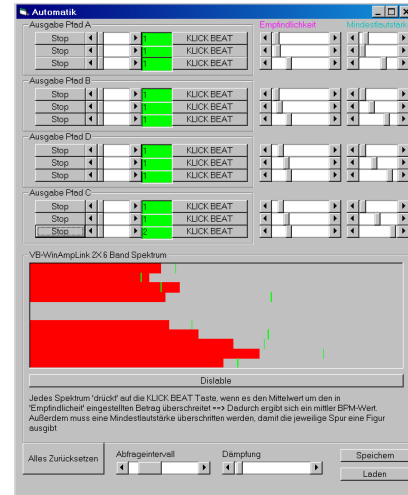 Automatik
Ausgabe Pfad A Empfindlichkeit Mindestlautstärk
Stop 1 KLICK BEAT
Stop 1 KLICK BEAT
Stop 1 KLICK BEAT
Ausgabe Pfad B
Stop 1 KLICK BEAT
Stop 1 KLICK BEAT
Stop 1 KLICK BEAT
Ausgabe Pfad D
Stop 1 KLICK BEAT
Stop 1 KLICK BEAT
Stop 1 KLICK BEAT
Ausgabe Pfad C
Stop 1 KLICK BEAT
Stop 1 KLICK BEAT
Stop 2 KLICK BEAT
VB-WinAmpLink 2X6 Band Spektrum
Dislable
Jedes Spektrum 'drückt' auf die KLICK BEAT Taste, wenn es den Mittelwert um den in
'Empfindlichkeit' eingestellten Betrag überschreitet ==> Dadurch ergibt sich ein mittler BPM-Wert.
Außerdem muss eine Mindestlautstärke überschritten werden, damit die jeweilige Spur eine Figur
ausgibt
Alles Zurücksetzen Abfrageintervall Dämpfung Speichern
Laden